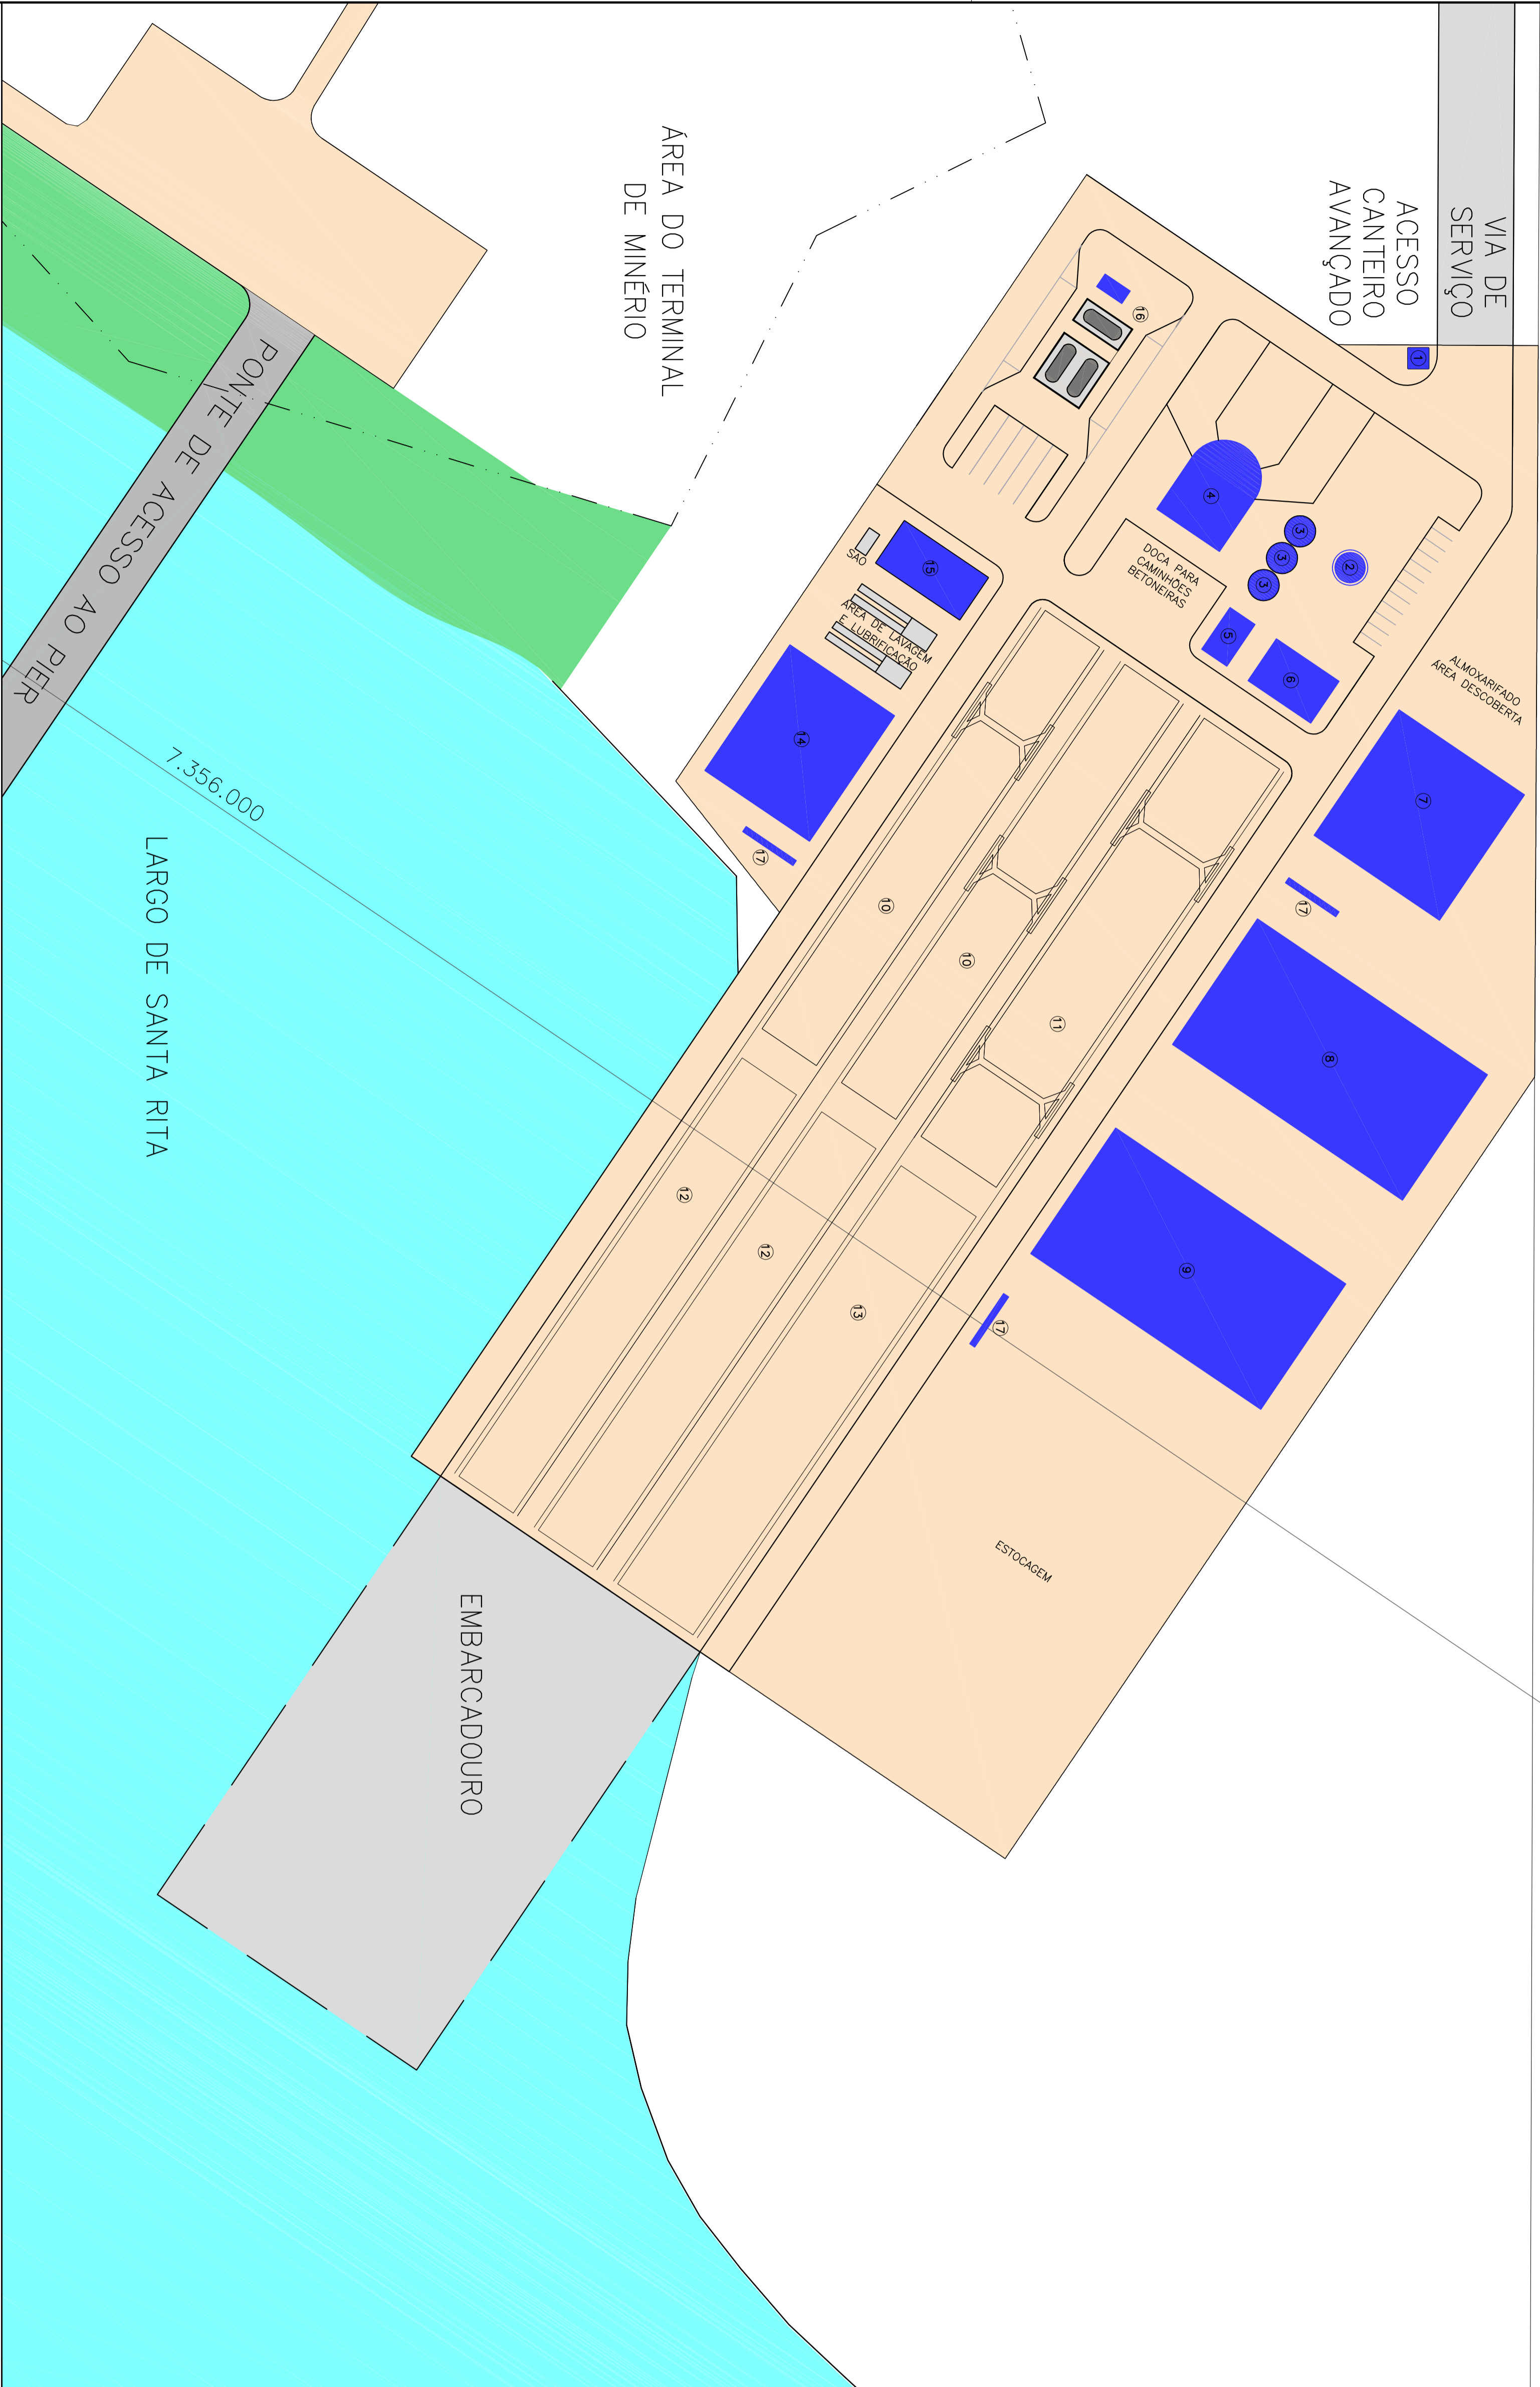 VIA DE
SERVIÇO
ACESSO
CANTEIRO
AVANÇADO
1
ÁREA DO TERMINAL
DE MINÉRIO
16
4
3
3
3
2
DOCA PARA
CAMINHÕES
BETONEIRAS
5
6
ALMOXARIFADO
ÁREA DESCOBERTA
7
17
8
9
17
15
SAO
ÁREA DE LAVAGEM
E LUBRIFICAÇÃO
14
17
10
10
11
12
12
13
ESTOCAGEM
EMBARCADOURO
PONTE DE ACESSO AO PIER
7.356.000
LARGO DE SANTA RITA